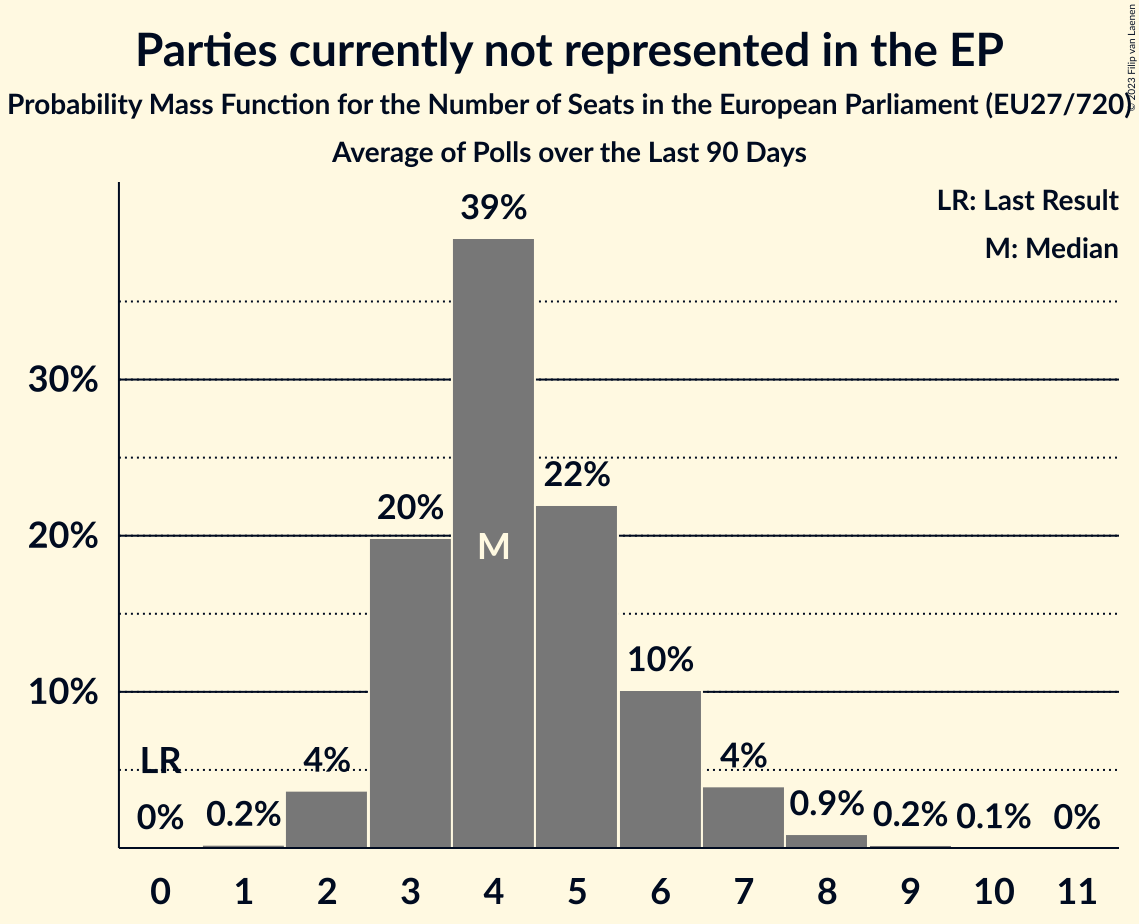 Parties currently not represented in the EP
Probability Mass Function for the Number of Seats in the European Parliament (EU27/720)
Average of Polls over the Last 90 Days
© 2023 Filip van Laenen
LR: Last Result
M: Median
39%
30%
22%
20%
20%
M
10%
10%
LR
4%
4%
0%
0.2%
0.9%
0.2%
0.1%
0%
0 1 2 3 4 5 6 7 8 9 10 11